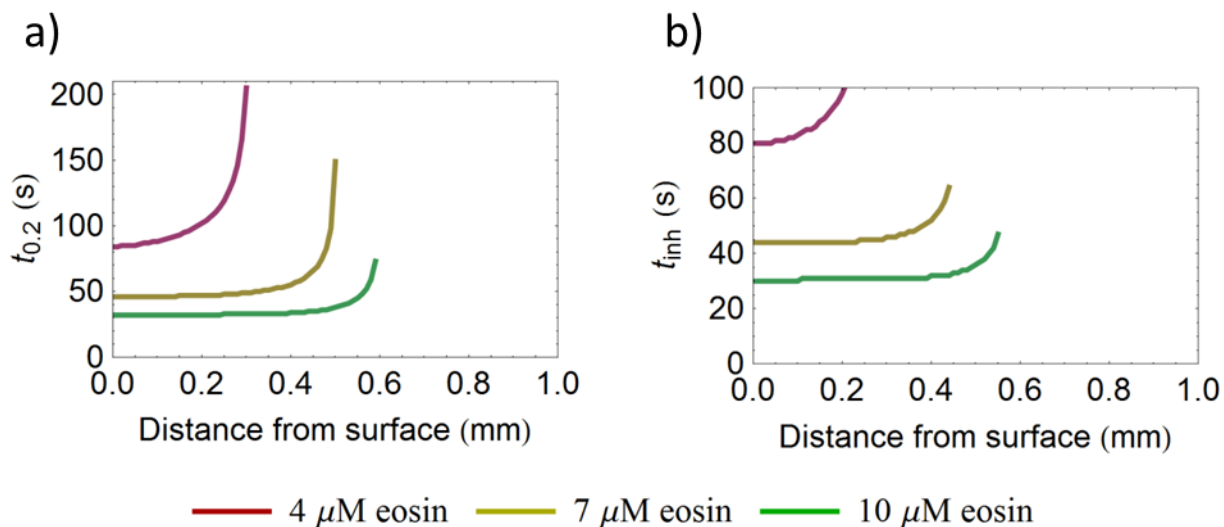 a)
200
150
100
50
0
t0.2 (s)
0.0 0.2 0.4 0.6 0.8 1.0
Distance from surface (mm)
b)
100
80
60
40
20
0
tinh (s)
0.0 0.2 0.4 0.6 0.8 1.0
Distance from surface (mm)
4 μM eosin 7 μM eosin 10 μM eosin